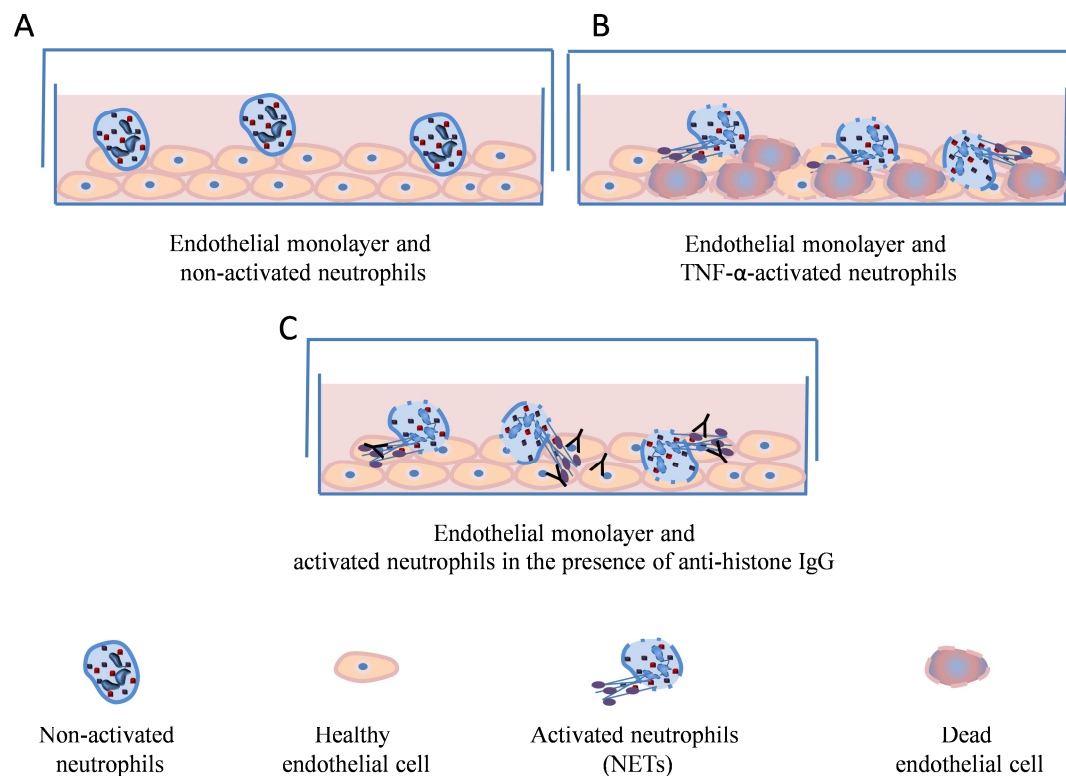 A
B
Endothelial monolayer and
non-activated neutrophils
Endothelial monolayer and
TNF-α-activated neutrophils
C
Endothelial monolayer and
activated neutrophils in the presence of anti-histone IgG
Non-activated
neutrophils
Healthy
endothelial cell
Activated neutrophils
(NETs)
Dead
endothelial cell